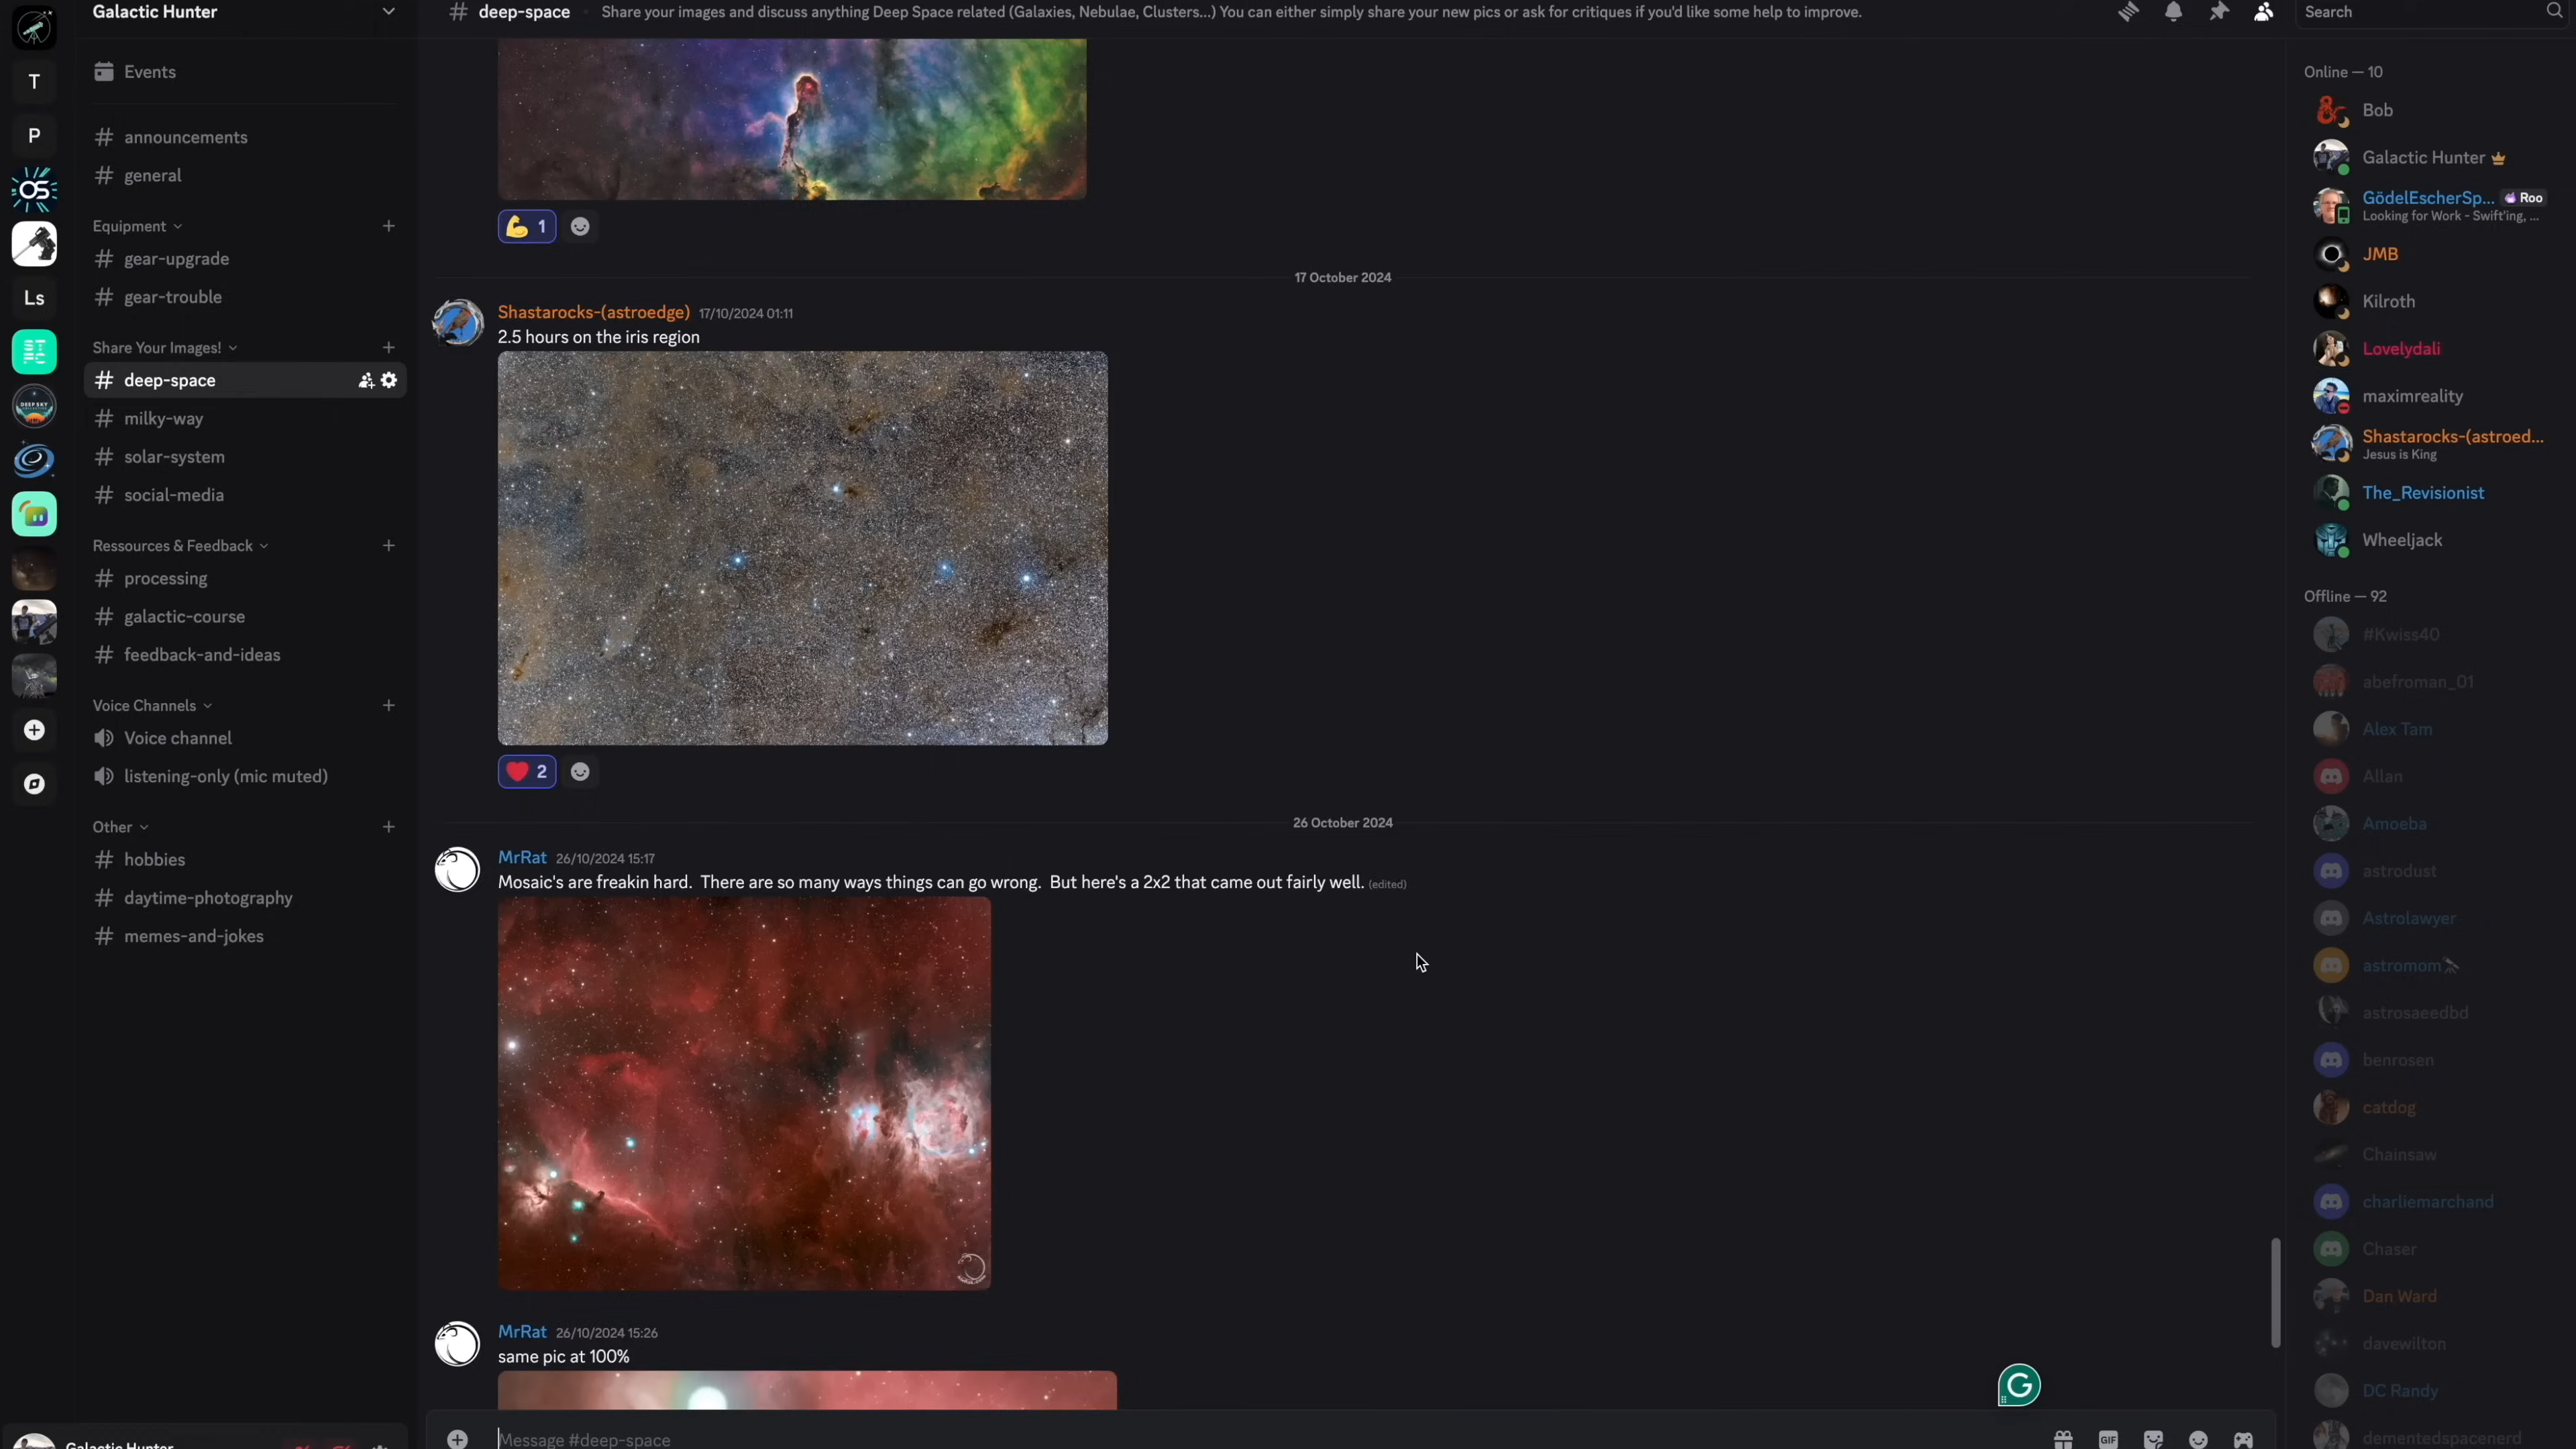 Galactic Hunter
Events
announcements
general
Equipment
gear-upgrade
gear-trouble
Share Your Images!
deep-space
milky-way
solar-system
social-media
Ressources & Feedback
processing
galactic-course
feedback-and-ideas
Voice Channels
Voice channel
listening-only (mic muted)
Other
hobbies
daytime-photography
memes-and-jokes
Galactic Hunter
T
P
OS
Ls
# deep-space Share your images and discuss anything Deep Space related (Galaxies, Nebulae, Clusters...) You can either simply share your new pics or ask for critiques if you'd like some help to improve.
Search
1
17 October 2024
Shastarocks-(astroedge) 17/10/2024 01:11
2.5 hours on the iris region
2
26 October 2024
MrRat 26/10/2024 15:17
Mosaic's are freakin hard. There are so many ways things can go wrong. But here's a 2x2 that came out fairly well. (edited)
MrRat 26/10/2024 15:26
same pic at 100%
Message #deep-space
GIF
G
Online — 10
Bob
Galactic Hunter
GödelEscherSp... Roo
Looking for Work - Swift'ing, ...
JMB
Kilroth
Lovelydali
maximreality
Shastarocks-(astroed...
Jesus is King
The_Revisionist
Wheeljack
Offline — 92
#Kwiss40
abefroman_01
Alex Tam
Allan
Amoeba
astrodust
Astrolawyer
astromom
astrosaeedbd
benrosen
catdog
Chainsaw
charliemarchand
Chaser
Dan Ward
davewilton
DC Randy
dementedspacenerd